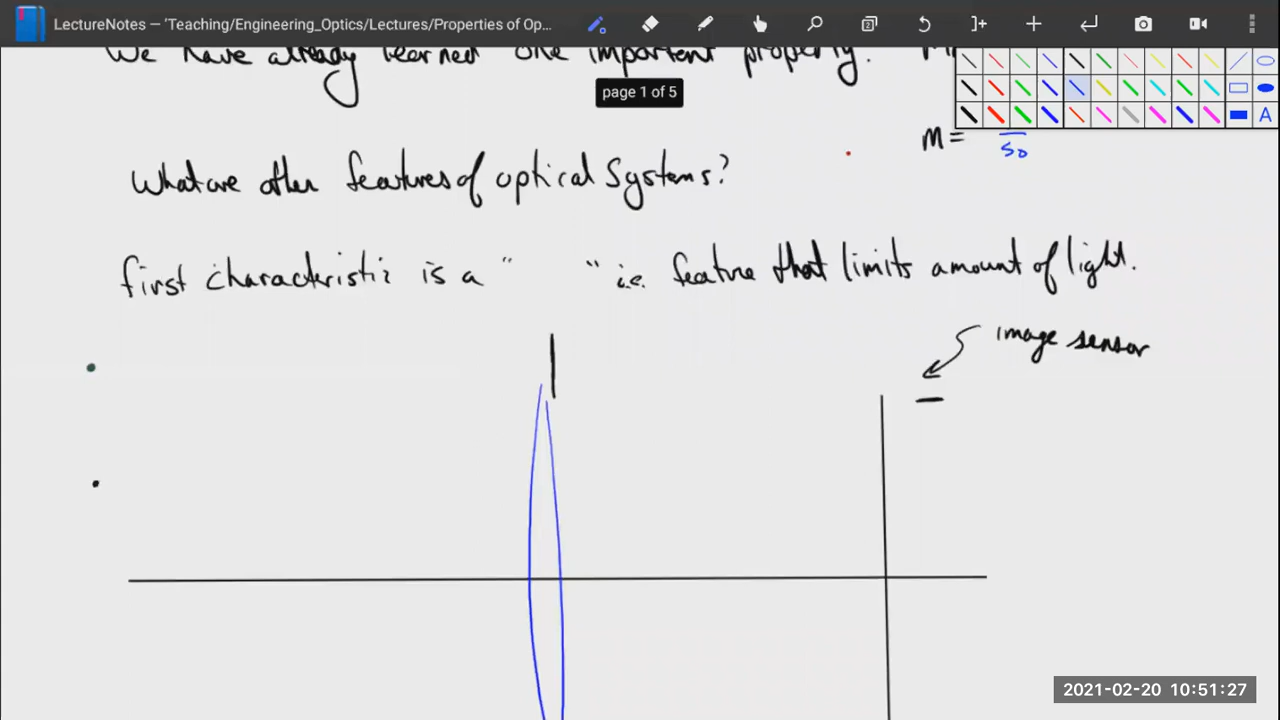 LectureNotes — 'Teaching/Engineering_Optics/Lectures/Properties of Op...
We have already learned one important property.
page 1 of 5
A
m =
so
What are other features of optical Systems?
first characteristic is a " " i.e. feature that limits amount of light.
image sensor
2021-02-20 10:51:27